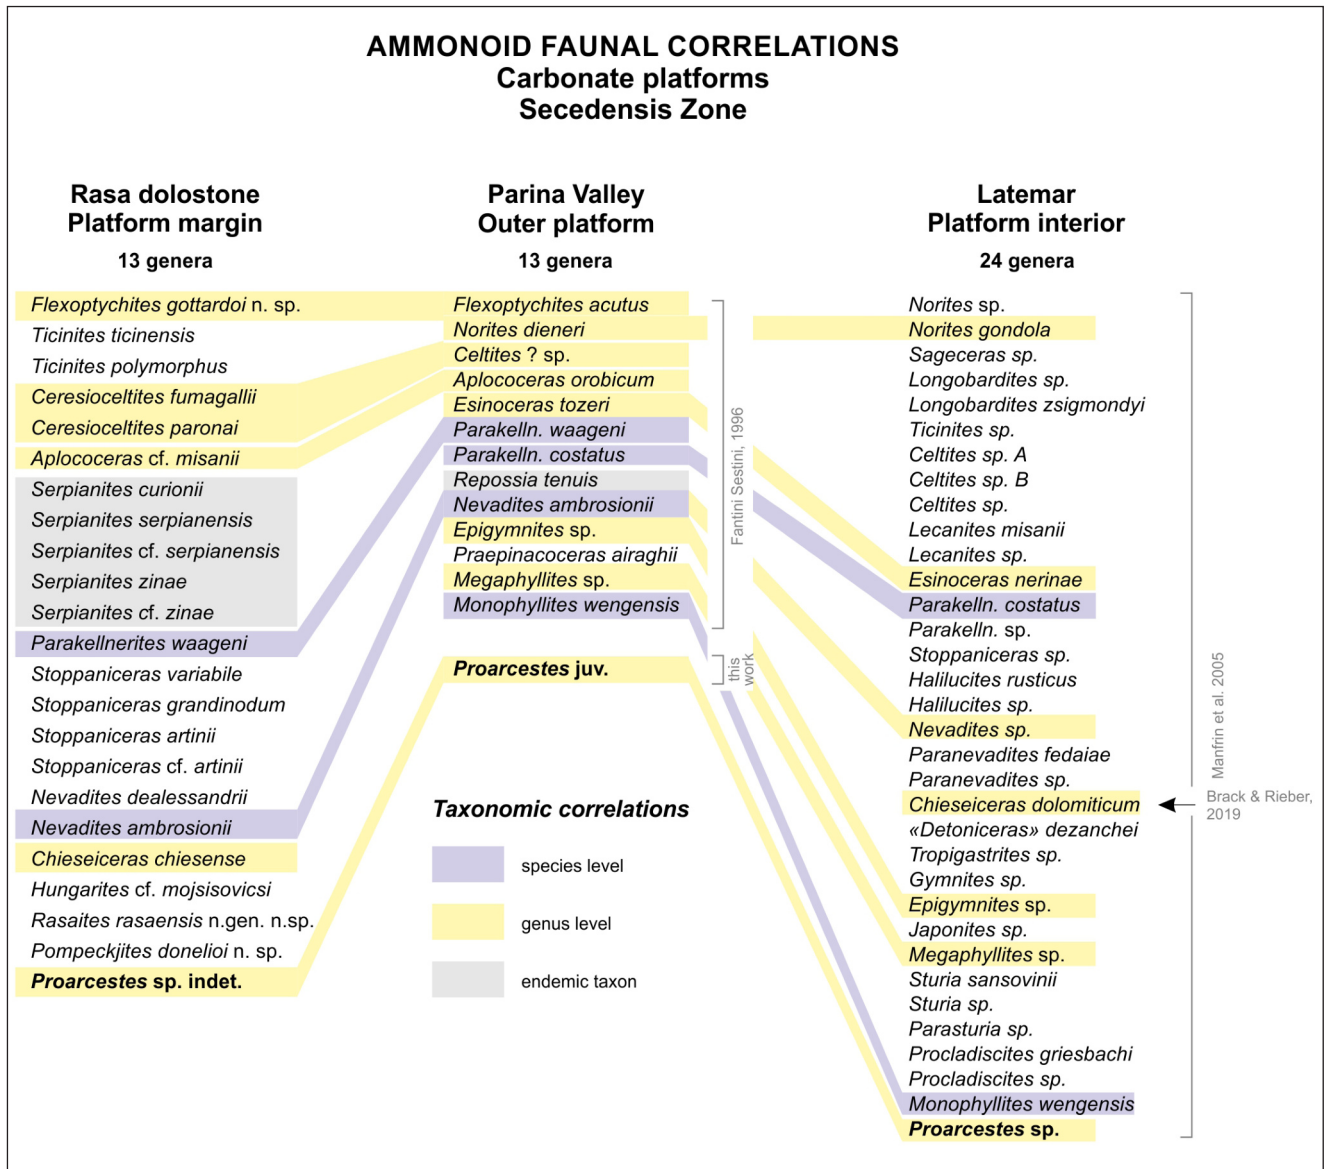 AMMONOID FAUNAL CORRELATIONS
Carbonate platforms
Secedensis Zone
Rasa dolostone
Platform margin
13 genera
Flexoptychites gottardoi n. sp.
Ticinites ticinensis
Ticinites polymorphus
Ceresioceltites fumagallii
Ceresioceltites paronai
Aplococeras cf. misanii
Serpianites curionii
Serpianites serpianensis
Serpianites cf. serpianensis
Serpianites zinae
Serpianites cf. zinae
Parakellnerites waageni
Stoppaniceras variabile
Stoppaniceras grandinodum
Stoppaniceras artinii
Stoppaniceras cf. artinii
Nevadites dealessandrii
Nevadites ambrosionii
Chieseiceras chiesense
Hungarites cf. mojsisovicsi
Rasaites rasaensis n.gen. n.sp.
Pompeckjites donelioi n. sp.
Proarcestes sp. indet.
Parina Valley
Outer platform
13 genera
Flexoptychites acutus
Norites dieneri
Celtites ? sp.
Aplococeras orobicum
Esinoceras tozeri
Parakelln. waageni
Parakelln. costatus
Repossia tenuis
Nevadites ambrosionii
Epigymnites sp.
Praepinacoceras airaghii
Megaphyllites sp.
Monophyllites wengensis
Proarcestes juv.
Fantini Sestini, 1996
this
work
Taxonomic correlations
species level
genus level
endemic taxon
Latemar
Platform interior
24 genera
Norites sp.
Norites gondola
Sageceras sp.
Longobardites sp.
Longobardites zsigmondyi
Ticinites sp.
Celtites sp. A
Celtites sp. B
Celtites sp.
Lecanites misanii
Lecanites sp.
Esinoceras nerinae
Parakelln. costatus
Parakelln. sp.
Stoppaniceras sp.
Halilucites rusticus
Halilucites sp.
Nevadites sp.
Paranevadites fedaiae
Paranevadites sp.
Chieseiceras dolomiticum
«Detoniceras» dezanchei
Tropigastrites sp.
Gymnites sp.
Epigymnites sp.
Japonites sp.
Megaphyllites sp.
Sturia sansovinii
Sturia sp.
Parasturia sp.
Procladiscites griesbachi
Procladiscites sp.
Monophyllites wengensis
Proarcestes sp.
Manfrin et al. 2005
Brack & Rieber,
2019